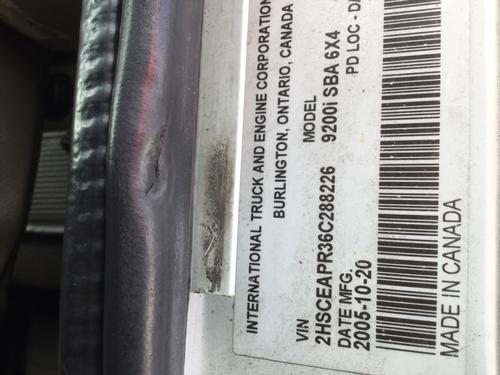 INTERNATIONAL TRUCK AND ENGINE CORPORATION
BURLINGTON, ONTARIO, CANADA
MODEL
9200i SBA 6X4
PD LOC - DA
VIN
2HSCEAPR36C288226
DATE MFG.
2005-10-20
MADE IN CANADA